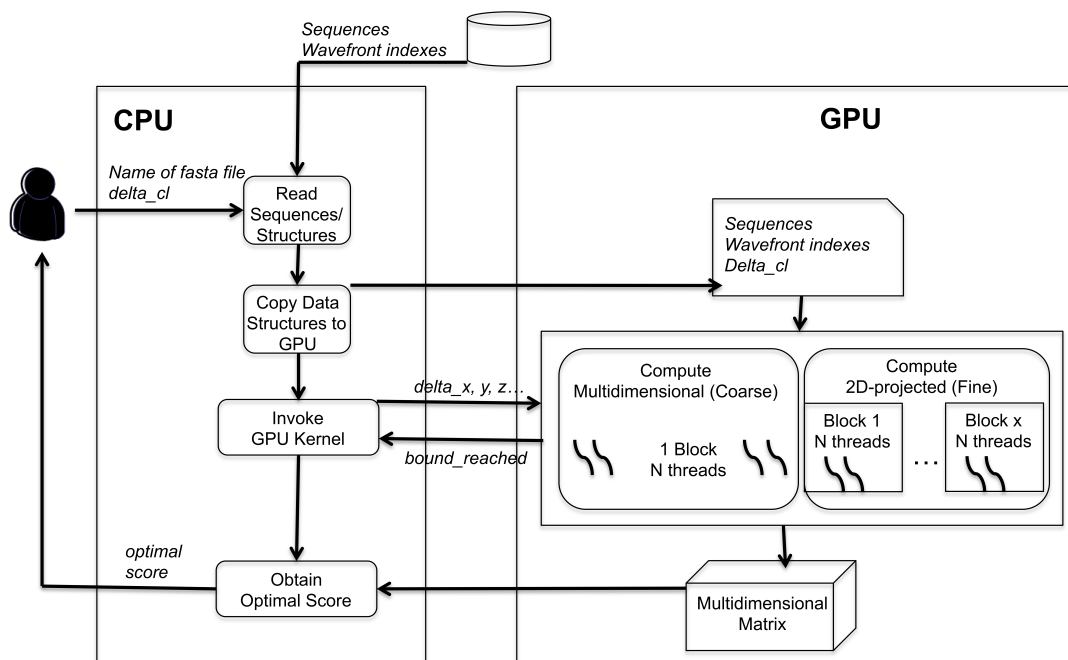 Sequences
Wavefront indexes
CPU
GPU
Name of fasta file
delta_cl
Read
Sequences/
Structures
Sequences
Wavefront indexes
Delta_cl
Copy Data
Structures to
GPU
Compute
Multidimensional (Coarse)
Compute
2D-projected (Fine)
delta_x, y, z...
Invoke
GPU Kernel
bound_reached
1 Block
N threads
Block 1
N threads
...
Block x
N threads
optimal
score
Obtain
Optimal Score
Multidimensional
Matrix